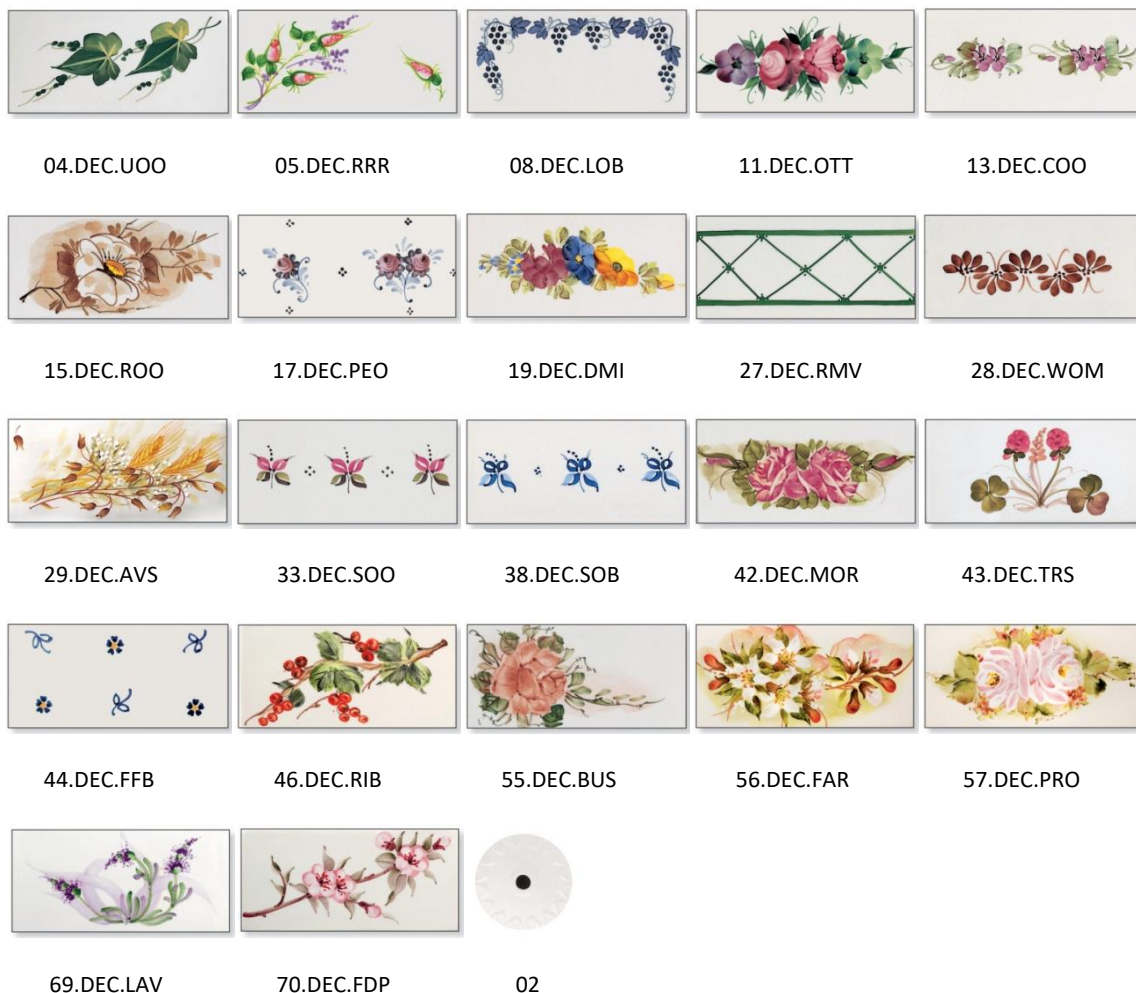 04.DEC.UOO 05.DEC.RRR 08.DEC.LOB 11.DEC.OTT 13.DEC.COO
15.DEC.ROO 17.DEC.PEO 19.DEC.DMI 27.DEC.RMV 28.DEC.WOM
29.DEC.AVS 33.DEC.SOO 38.DEC.SOB 42.DEC.MOR 43.DEC.TRS
44.DEC.FFB 46.DEC.RIB 55.DEC.BUS 56.DEC.FAR 57.DEC.PRO
69.DEC.LAV 70.DEC.FDP 02